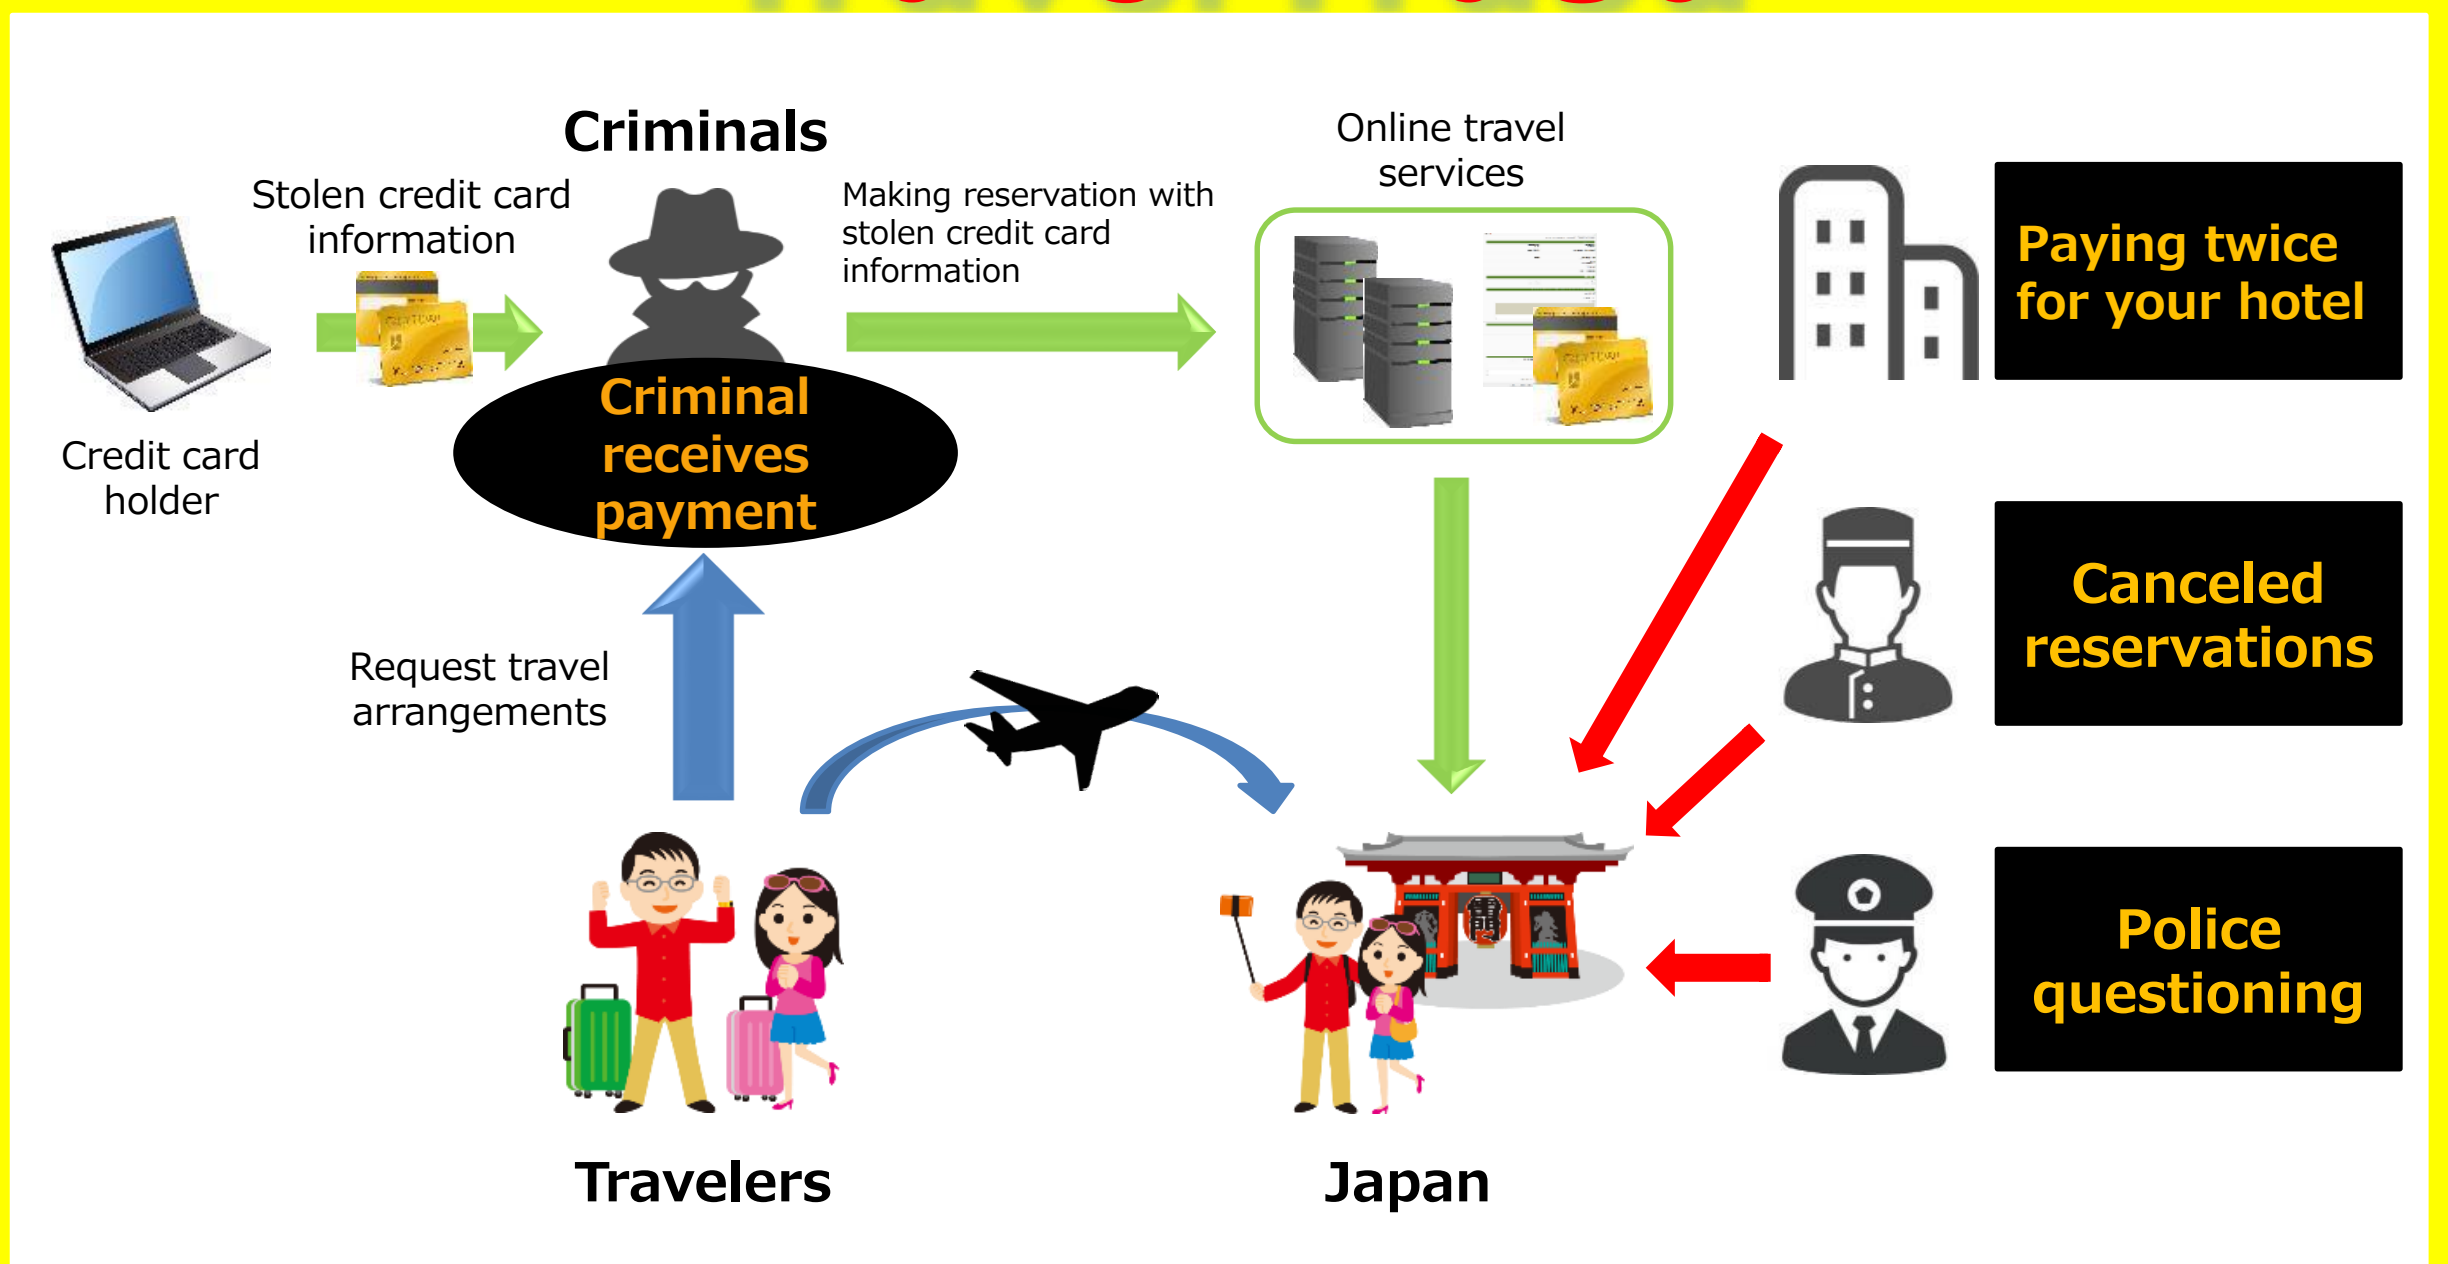 Criminals
Online travel
services
Stolen credit card
information
Making reservation with
stolen credit card
information
Paying twice
for your hotel
Criminal
receives
payment
Credit card
holder
Canceled
reservations
Request travel
arrangements
Police
questioning
Travelers
Japan